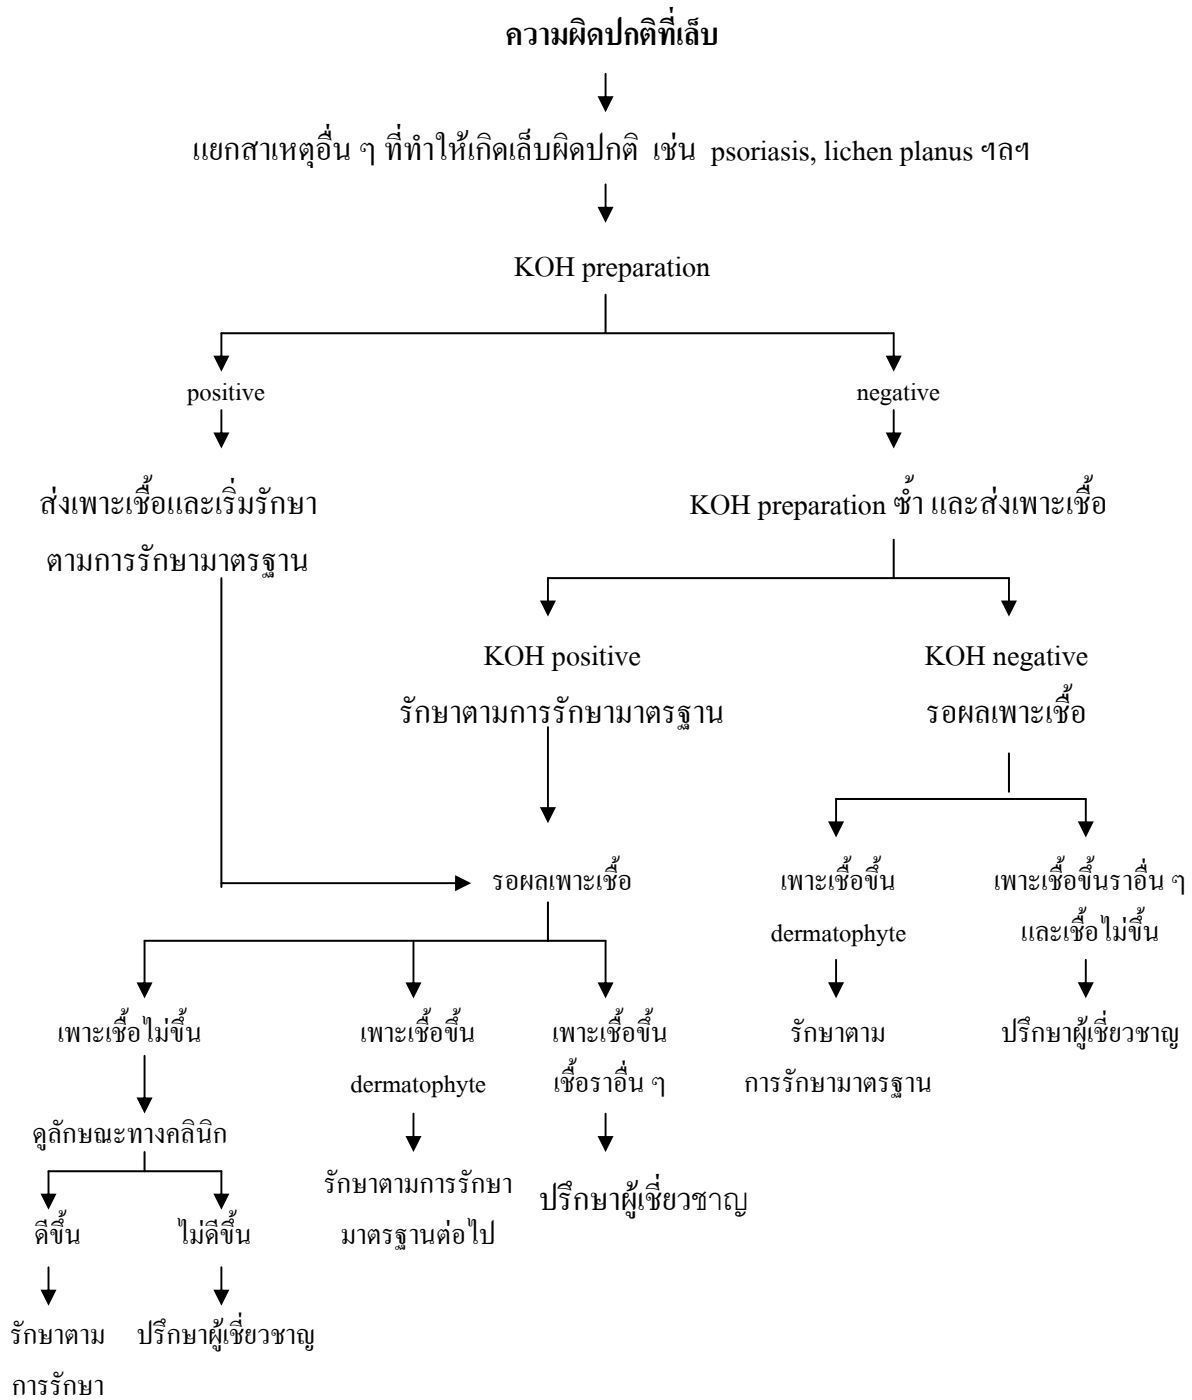 ความผิดปกติที่เล็บ
แยกสาเหตุอื่น ๆ ที่ทำให้เกิดเล็บผิดปกติ เช่น psoriasis, lichen planus ฯลฯ
KOH preparation
positive
negative
ส่งเพาะเชื้อและเริ่มรักษา
ตามการรักษามาตรฐาน
KOH preparation ซ้ำ และส่งเพาะเชื้อ
KOH positive
รักษาตามการรักษามาตรฐาน
KOH negative
รอผลเพาะเชื้อ
รอผลเพาะเชื้อ
เพาะเชื้อขึ้น
dermatophyte
เพาะเชื้อขึ้นราอื่น ๆ
และเชื้อไม่ขึ้น
เพาะเชื้อไม่ขึ้น
เพาะเชื้อขึ้น
dermatophyte
เพาะเชื้อขึ้น
เชื้อราอื่น ๆ
รักษาตาม
การรักษามาตรฐาน
ปรึกษาผู้เชี่ยวชาญ
ดูลักษณะทางคลินิก
รักษาตามการรักษา
มาตรฐานต่อไป
ปรึกษาผู้เชี่ยวชาญ
ดีขึ้น
ไม่ดีขึ้น
รักษาตาม
การรักษา
ปรึกษาผู้เชี่ยวชาญ